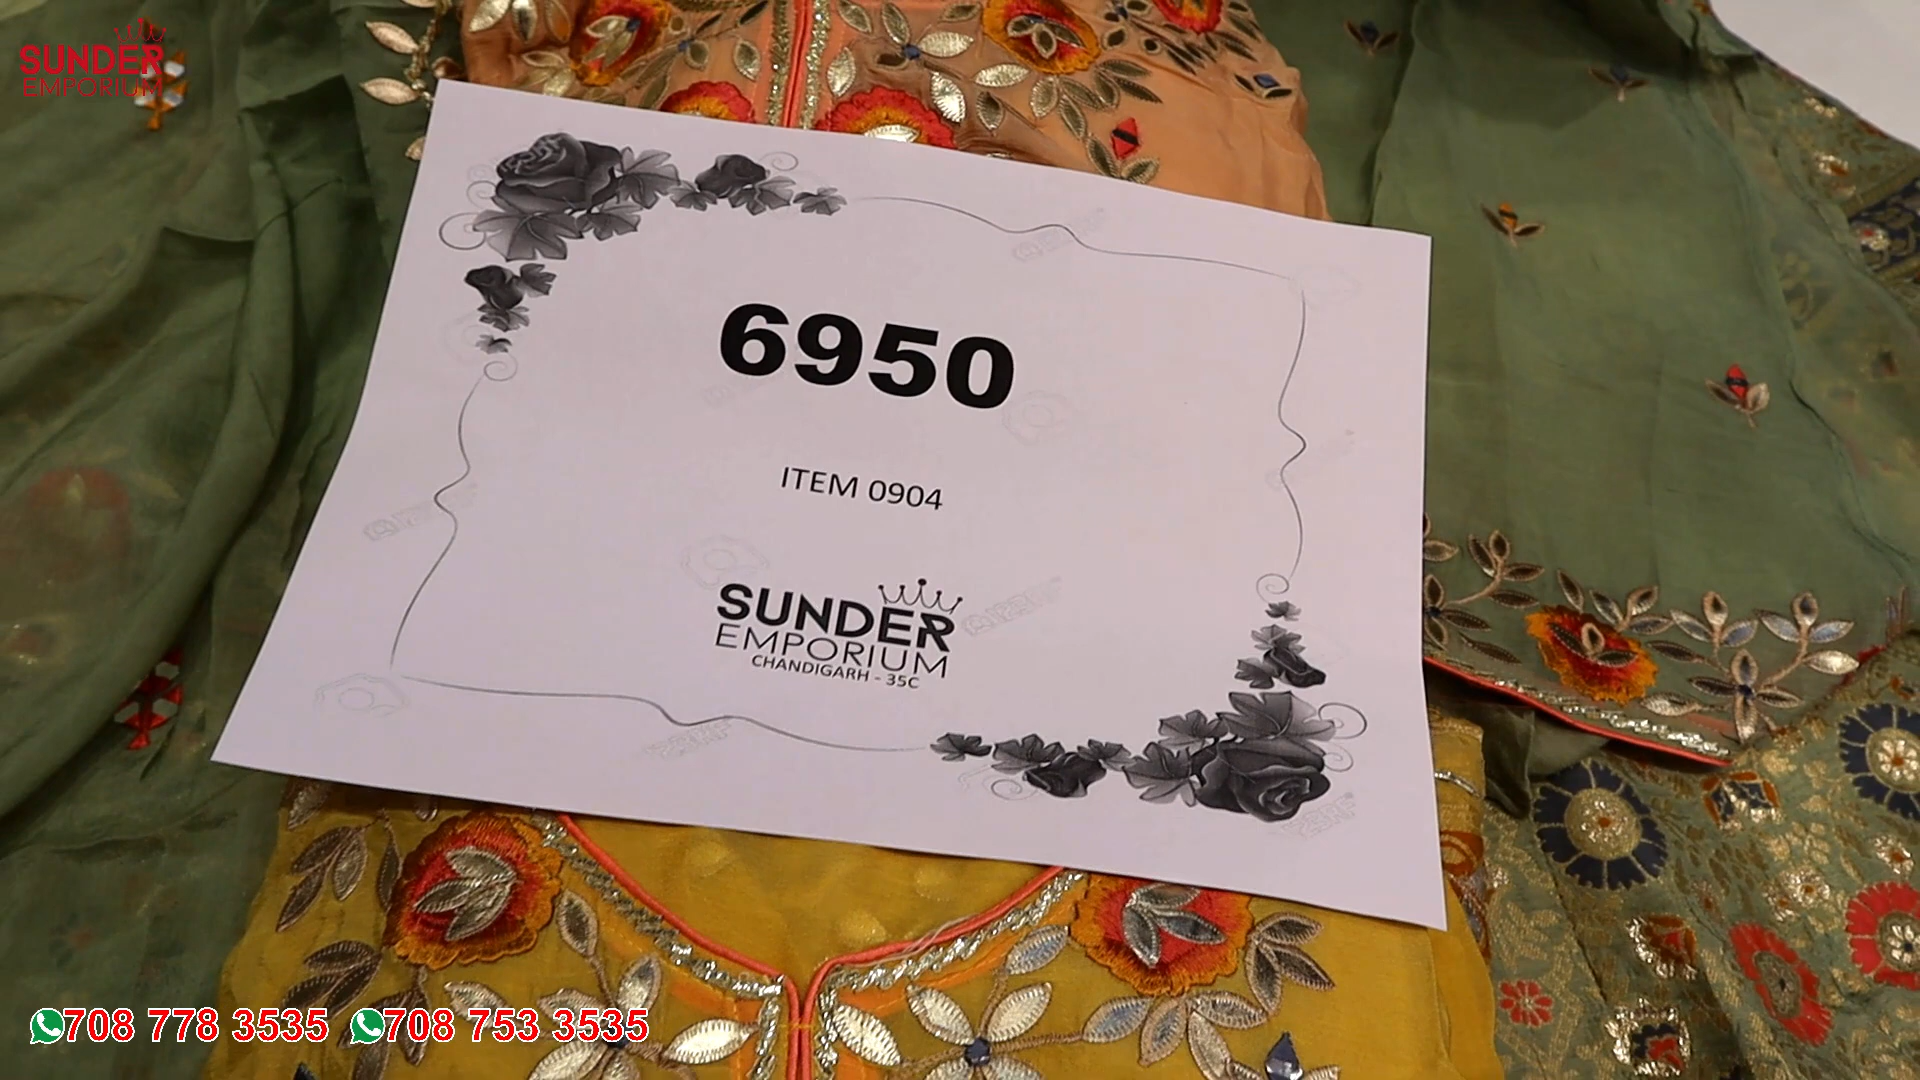 SUNDER
EMPORIUM
6950
ITEM 0904
SUNDER
EMPORIUM
CHANDIGARH - 35C
708 778 3535 708 753 3535